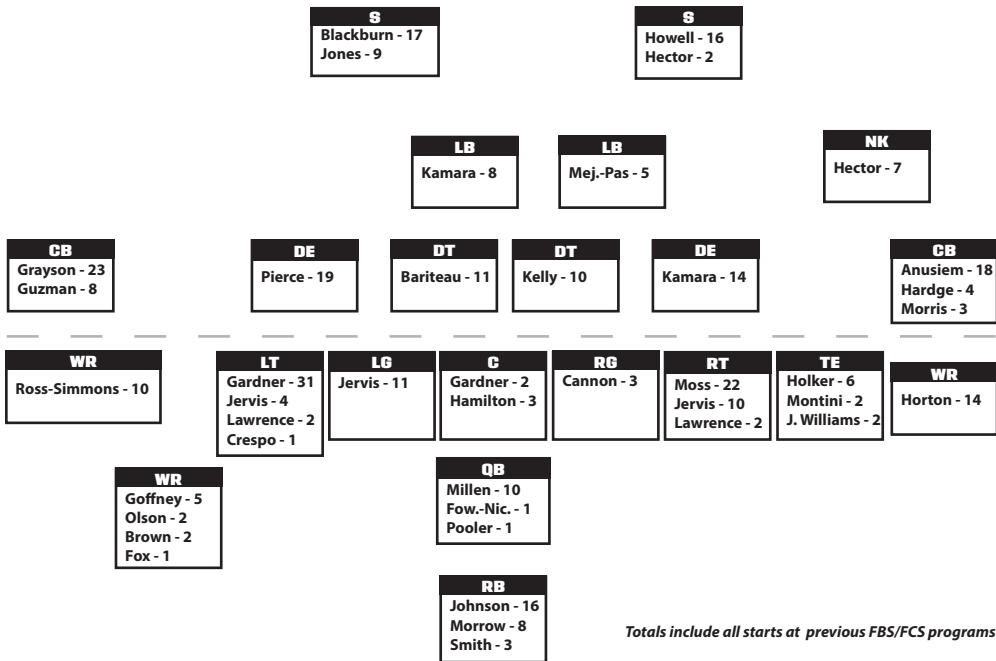 S
Blackburn - 17
Jones - 9
S
Howell - 16
Hector - 2
LB
Kamara - 8
LB
Mej.-Pas - 5
NK
Hector - 7
CB
Grayson - 23
Guzman - 8
DE
Pierce - 19
DT
Bariteau - 11
DT
Kelly - 10
DE
Kamara - 14
CB
Anusiem - 18
Hardge - 4
Morris - 3
WR
Ross-Simmons - 10
LT
Gardner - 31
Jervis - 4
Lawrence - 2
Crespo - 1
LG
Jervis - 11
C
Gardner - 2
Hamilton - 3
RG
Cannon - 3
RT
Moss - 22
Jervis - 10
Lawrence - 2
TE
Holker - 6
Montini - 2
J. Williams - 2
WR
Horton - 14
WR
Goffney - 5
Olson - 2
Brown - 2
Fox - 1
QB
Millen - 10
Fow.-Nic. - 1
Pooler - 1
RB
Johnson - 16
Morrow - 8
Smith - 3
Totals include all starts at previous FBS/FCS programs